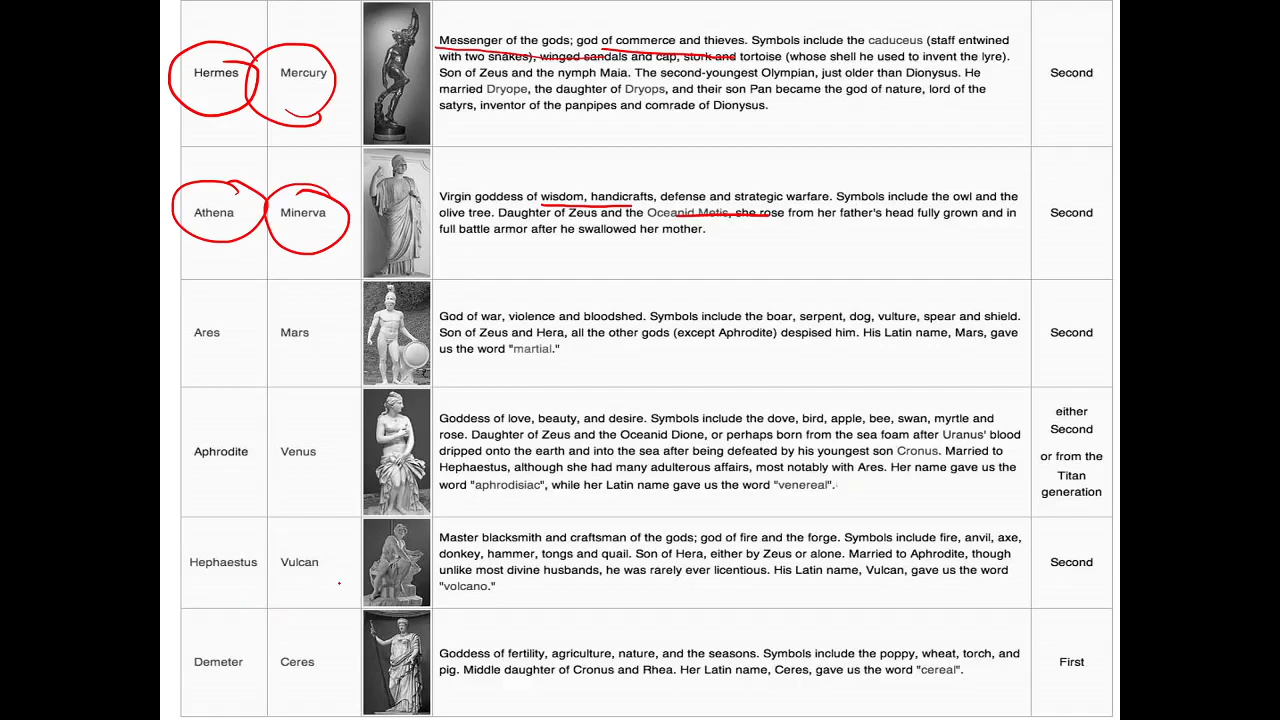 Hermes
Mercury
Messenger of the gods; god of commerce and thieves. Symbols include the caduceus (staff entwined
with two snakes), winged sandals and cap, stork and tortoise (whose shell he used to invent the lyre).
Son of Zeus and the nymph Maia. The second-youngest Olympian, just older than Dionysus. He
married Dryope, the daughter of Dryops, and their son Pan became the god of nature, lord of the
satyrs, inventor of the panpipes and comrade of Dionysus.
Second
Athena
Minerva
Virgin goddess of wisdom, handicrafts, defense and strategic warfare. Symbols include the owl and the
olive tree. Daughter of Zeus and the Oceanid Metis, she rose from her father's head fully grown and in
full battle armor after he swallowed her mother.
Second
Ares
Mars
God of war, violence and bloodshed. Symbols include the boar, serpent, dog, vulture, spear and shield.
Son of Zeus and Hera, all the other gods (except Aphrodite) despised him. His Latin name, Mars, gave
us the word "martial."
Second
Aphrodite
Venus
Goddess of love, beauty, and desire. Symbols include the dove, bird, apple, bee, swan, myrtle and
rose. Daughter of Zeus and the Oceanid Dione, or perhaps born from the sea foam after Uranus' blood
dripped onto the earth and into the sea after being defeated by his youngest son Cronus. Married to
Hephaestus, although she had many adulterous affairs, most notably with Ares. Her name gave us the
word "aphrodisiac", while her Latin name gave us the word "venereal".
either
Second
or from the
Titan
generation
Hephaestus
Vulcan
Master blacksmith and craftsman of the gods; god of fire and the forge. Symbols include fire, anvil, axe,
donkey, hammer, tongs and quail. Son of Hera, either by Zeus or alone. Married to Aphrodite, though
unlike most divine husbands, he was rarely ever licentious. His Latin name, Vulcan, gave us the word
"volcano."
Second
Demeter
Ceres
Goddess of fertility, agriculture, nature, and the seasons. Symbols include the poppy, wheat, torch, and
pig. Middle daughter of Cronus and Rhea. Her Latin name, Ceres, gave us the word "cereal".
First